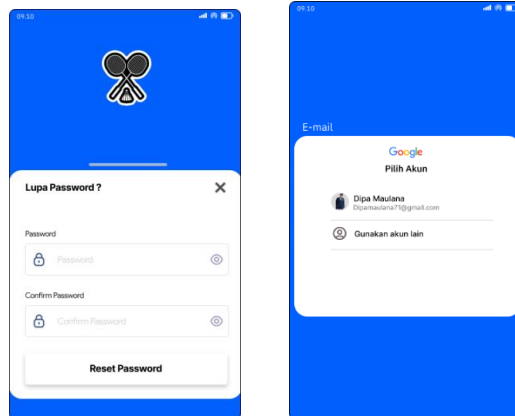 09.10
Lupa Password ?
Password
Password
Confirm Password
Confirm Password
Reset Password
09.10
E-mail
Google
Pilih Akun
Dipa Maulana
Dipamaulana71@gmail.com
Gunakan akun lain